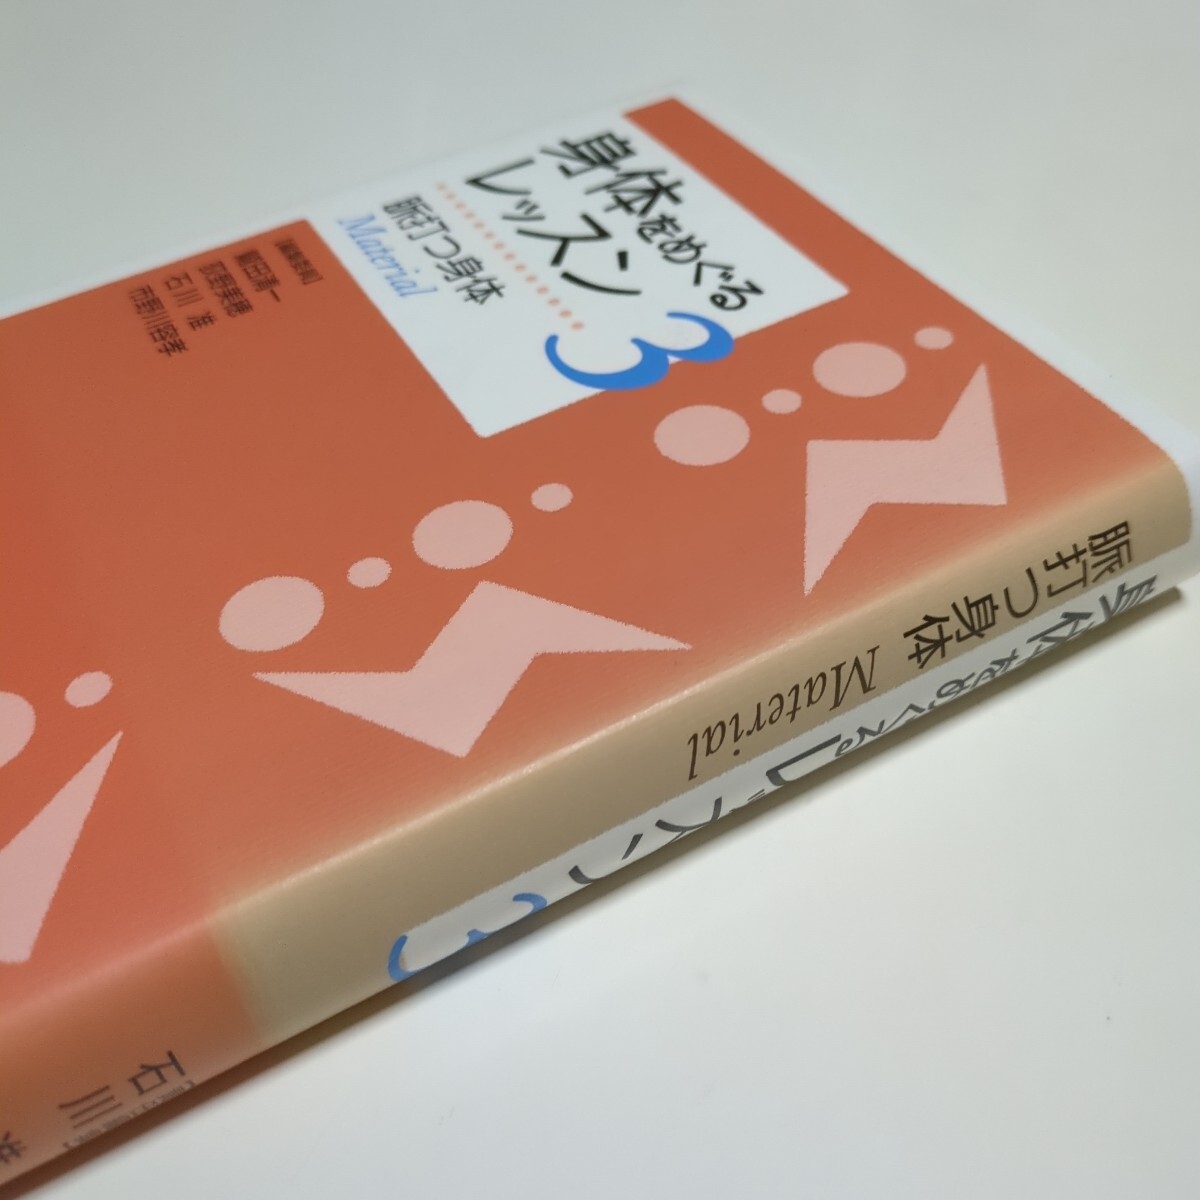 身体をめぐる
レッスン
3
脈打つ身体
Material
【編集委員】
鷲田清一
荻野美穂
石川 准
市野川容孝
脈打つ身体 Material
身体をめぐるレッスン 3
石川 准